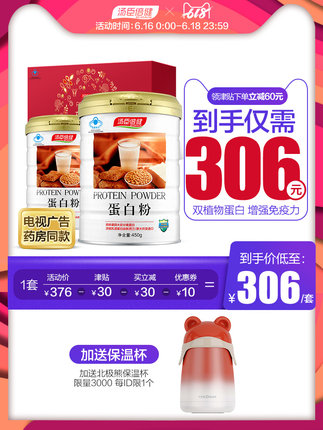 汤臣倍健
618
活动时间：6.16 0:00-6.18 23:59
汤臣倍健
PROTEIN POWDER
蛋白粉
净含量:450g
电视广告
药房同款
领津贴下单立减60元
到手仅需
306元
双植物蛋白 增强免疫力
1套
活动价 津贴 买立减 优惠券
¥376 — 30 — 30 — ¥10 =
到手价低至:
¥306/套
加送保温杯
加送北极熊保温杯
限量3000 每ID限1个